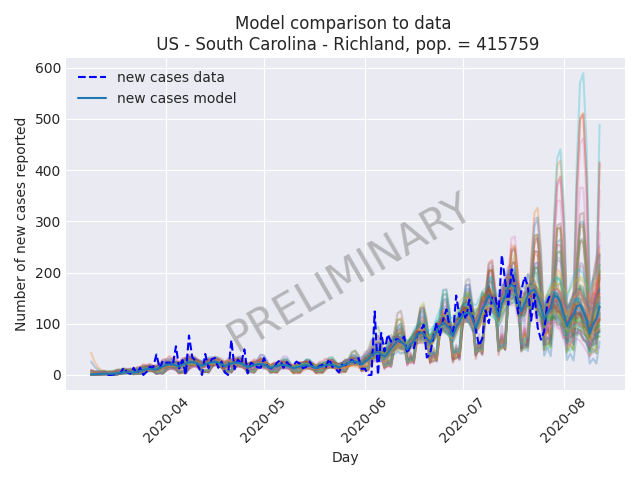 Model comparison to data
US - South Carolina - Richland, pop. = 415759
600
500
400
300
200
100
0
Number of new cases reported
new cases data
new cases model
PRELIMINARY
2020-04
2020-05
2020-06
2020-07
2020-08
Day